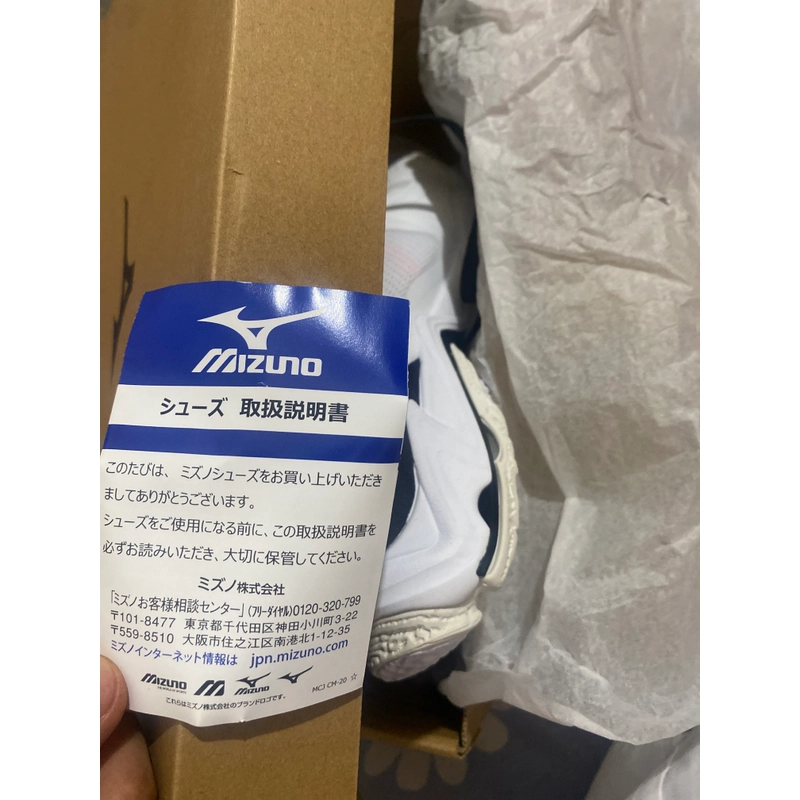 MIZUNO
シューズ 取扱説明書
このたびは、ミズノシューズをお買い上げいただき
ましてありがとうございます。
シューズをご使用になる前に、この取扱説明書を
必ずお読みいただき、大切に保管してください。
ミズノ株式会社
「ミズノお客様相談センター」(フリーダイヤル)0120-320-799
〒101-8477 東京都千代田区神田小川町3-22
〒559-8510 大阪市住之江区南港北1-12-35
ミズノインターネット情報は jpn.mizuno.com
MIZUNO
THE WORLD OF SPORTS
MIZUNO
MCJ CM-20 ☆
これらはミズノ株式会社のブランドロゴです。